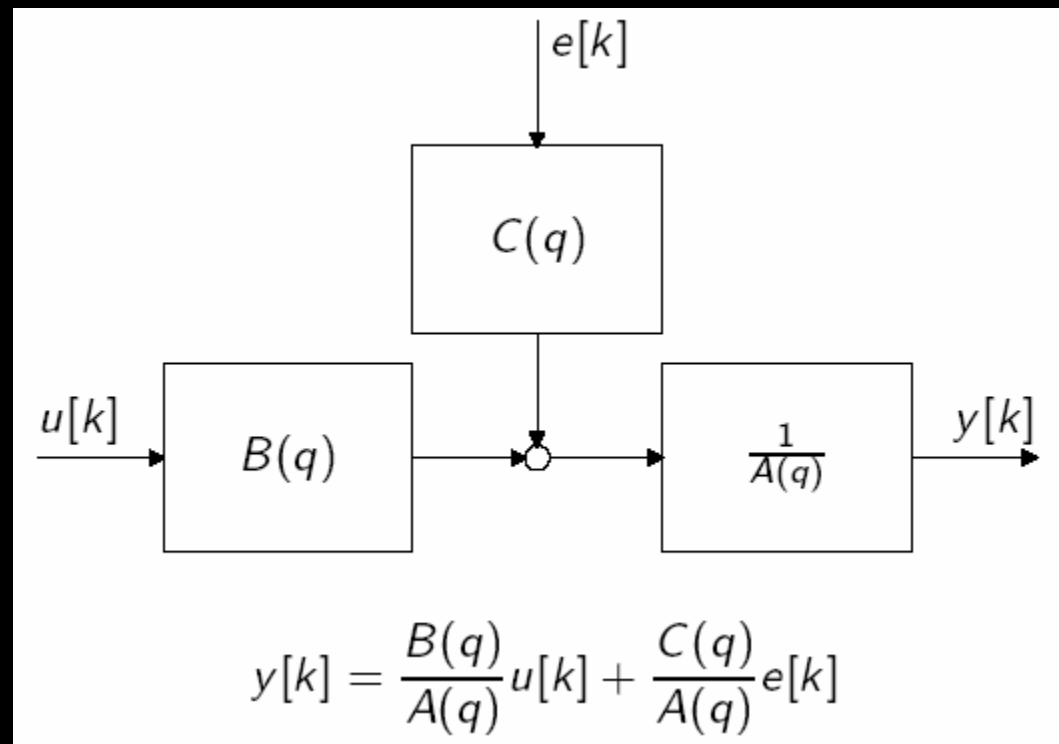 e[k]
C(q)
u[k]
B(q)
1/A(q)
y[k]
y[k] = B(q)/A(q) u[k] + C(q)/A(q) e[k]